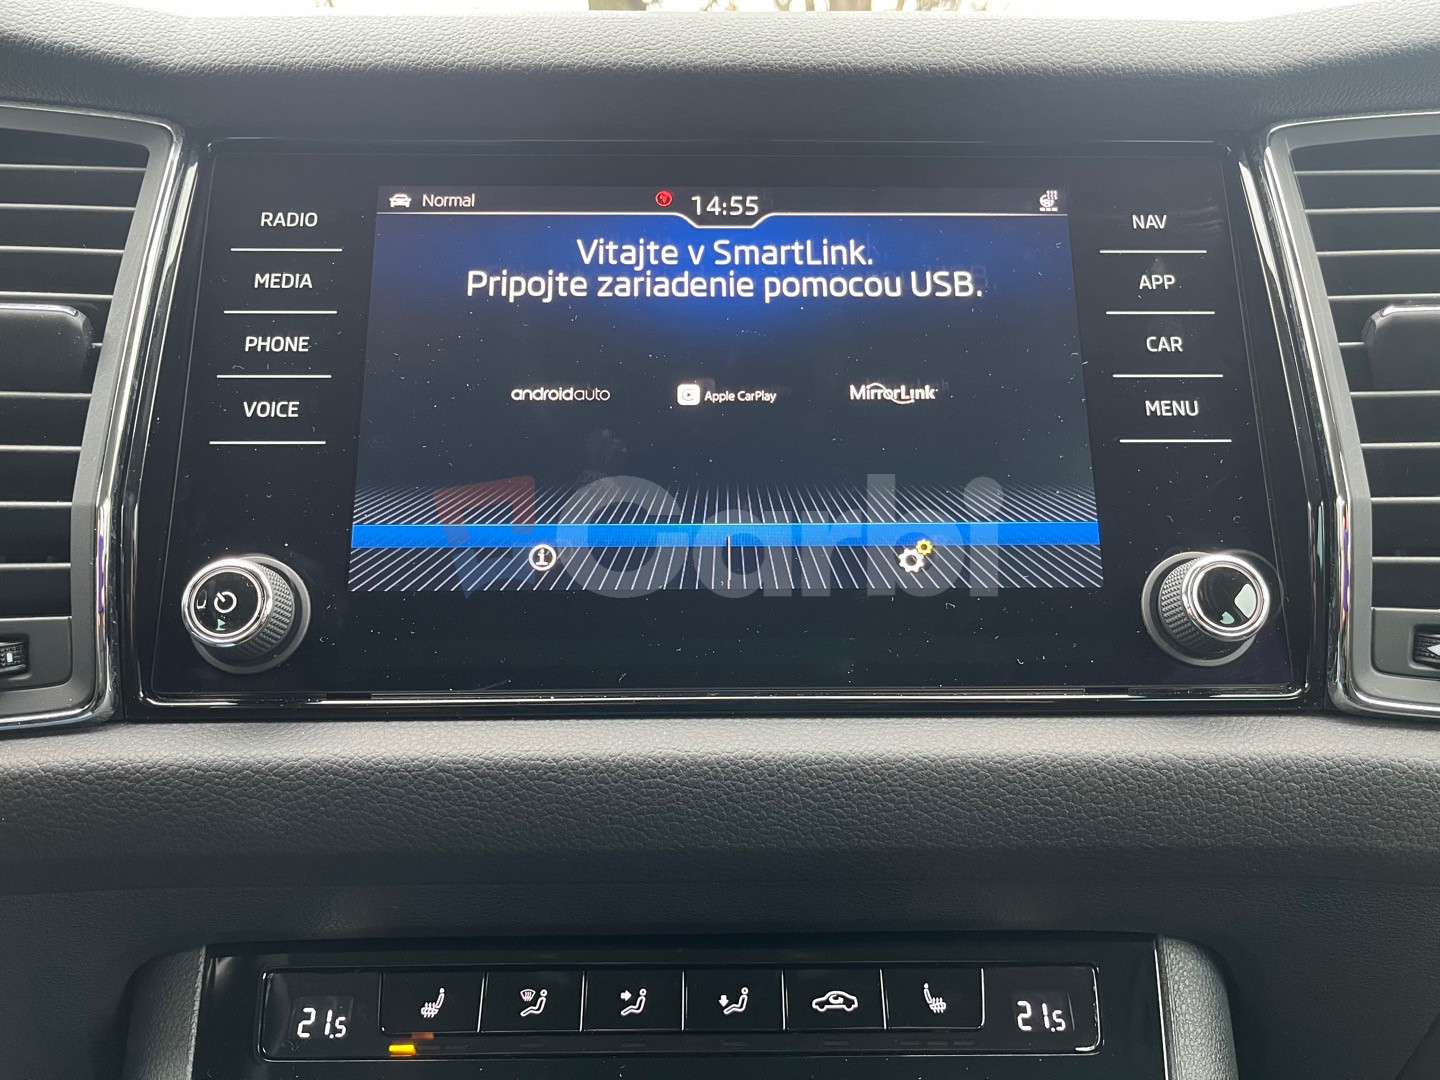 Normal
14:55
RADIO
MEDIA
PHONE
VOICE
Vitajte v SmartLink.
Pripojte zariadenie pomocou USB.
androidauto
Apple CarPlay
MirrorLink
NAV
APP
CAR
MENU
Garbi
21.5
21.5